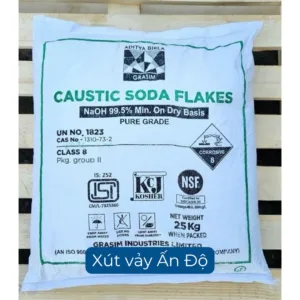 ADITYA BIRLA
GRASIM
CAUSTIC SODA FLAKES
NaOH 99.5% Min. On Dry Basis
PURE GRADE
UN NO. 1823
CAS No - 1310-73-2
CLASS 8
Pkg. group II
CORROSIVE
8
IS: 252
ISI
KOSHER
NSF
NET WEIGHT
25Kg
WHEN PACKED
GRASIM INDUSTRIES LIMITED
Xút vảy Ấn Độ